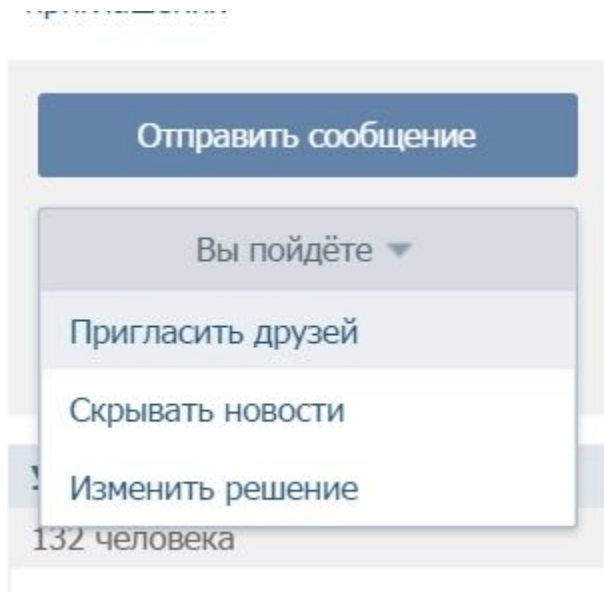 Отправить сообщение
Вы пойдёте
Пригласить друзей
Скрывать новости
Изменить решение
132 человека